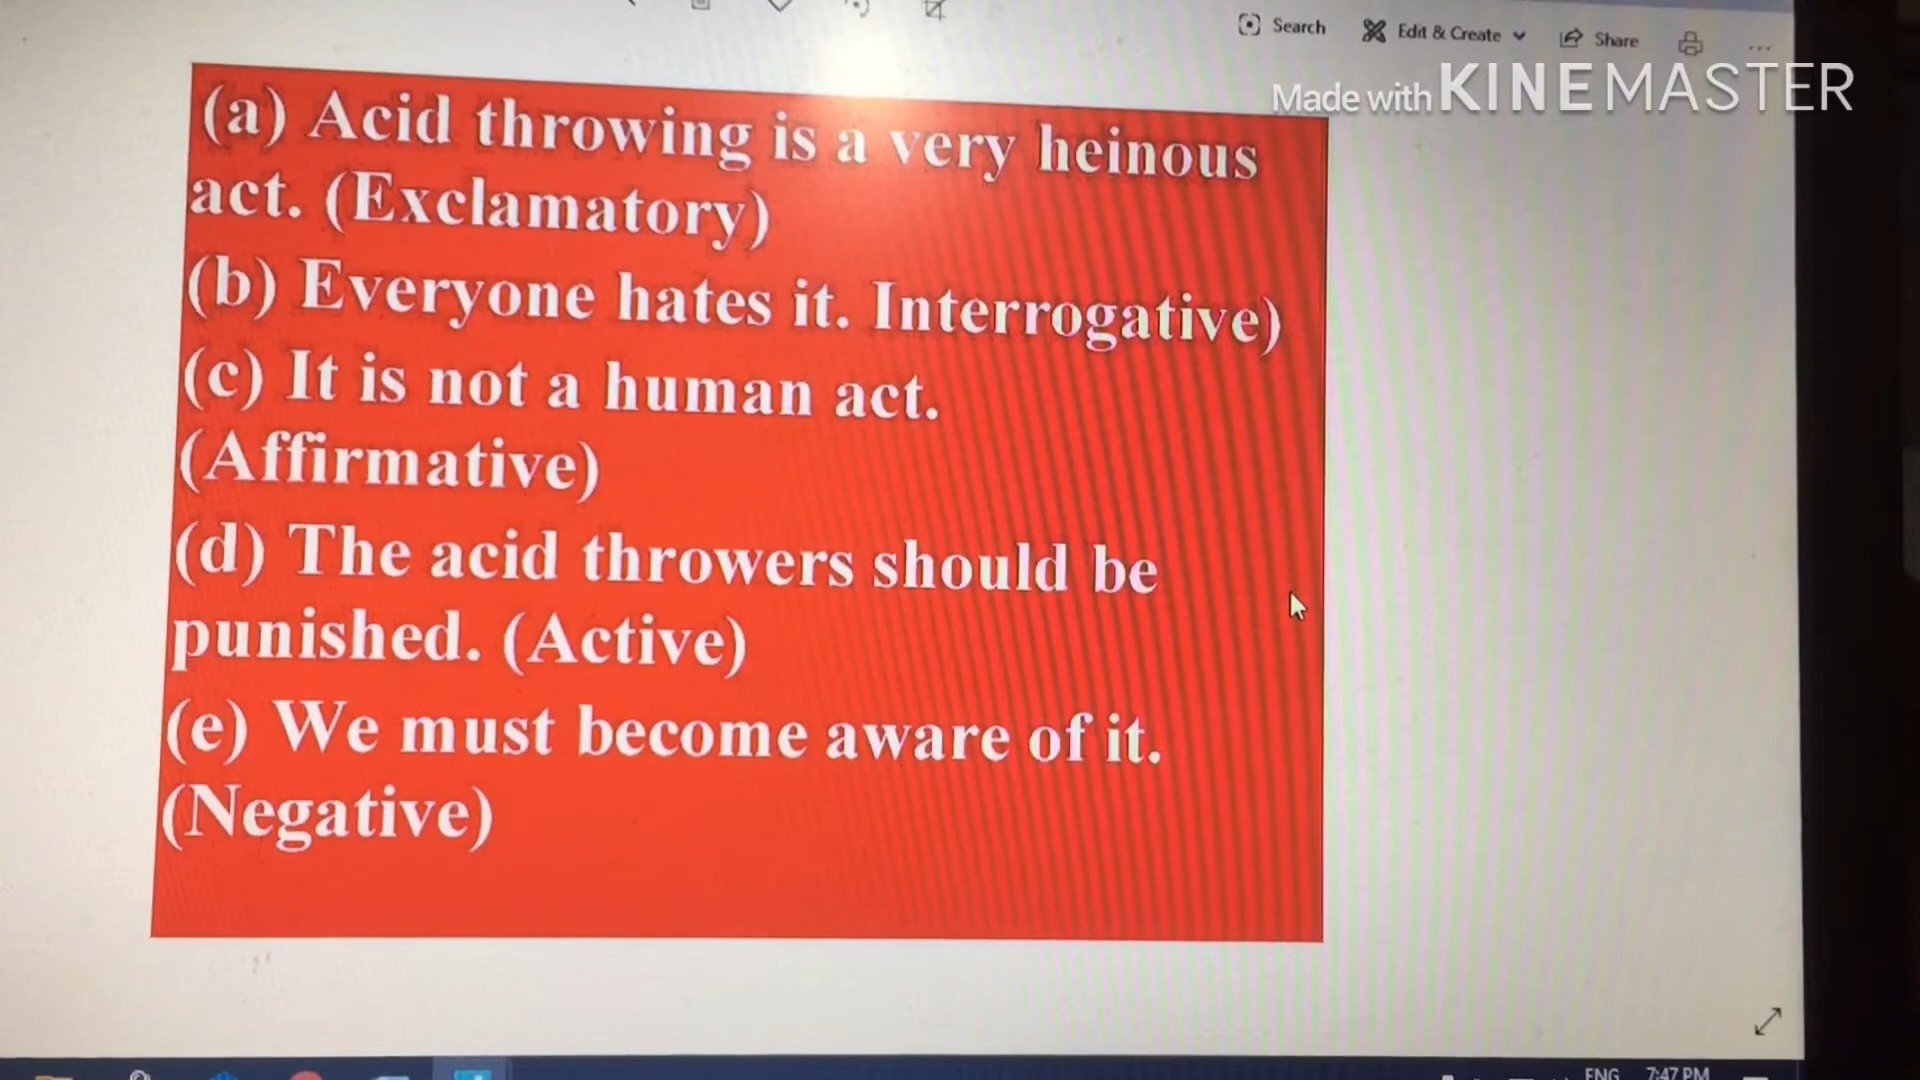 Search Edit & Create Share
Made with KINEMASTER
(a) Acid throwing is a very heinous
act. (Exclamatory)
(b) Everyone hates it. Interrogative)
(c) It is not a human act.
(Affirmative)
(d) The acid throwers should be
punished. (Active)
(e) We must become aware of it.
(Negative)
ENG 7:47 PM